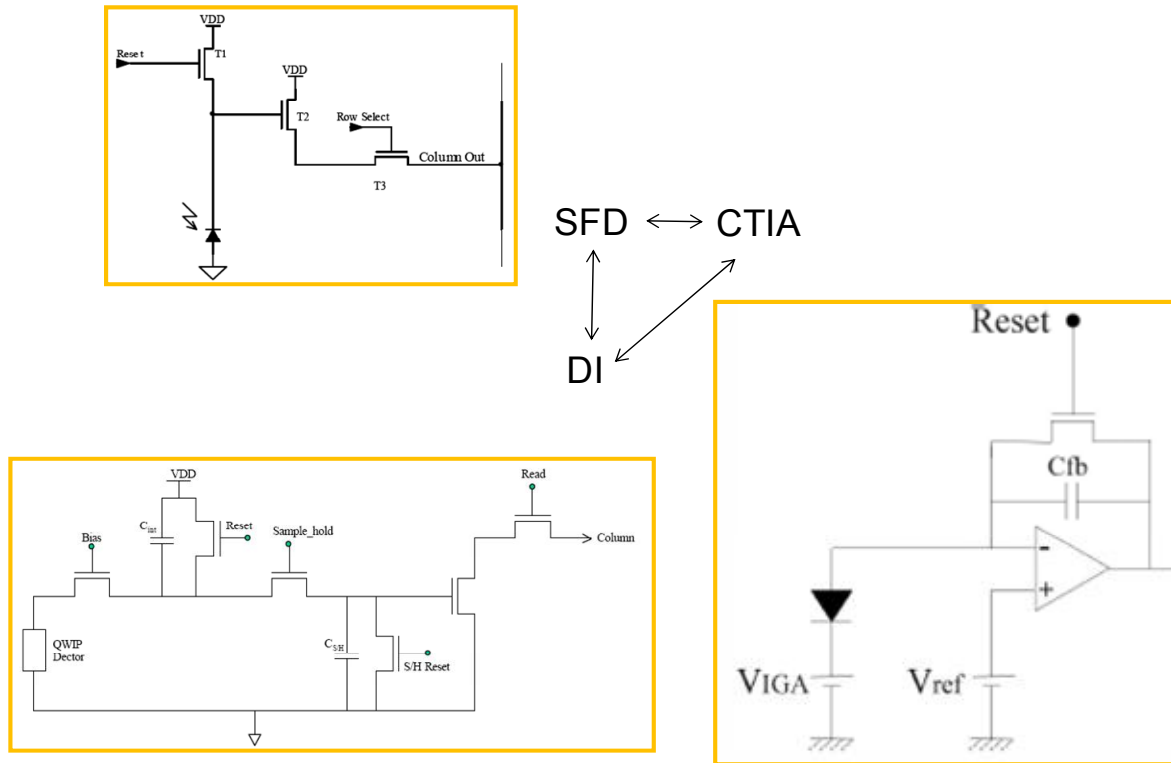 VDD
T1
Reset
VDD
T2
Row Select
Column Out
T3
SFD CTIA
DI
Reset
Cfb
-
+
VIGA
Vref
VDD
Read
Cint
Reset
Sample_hold
Bias
Column
QWIP
Dector
CS/H
S/H Reset